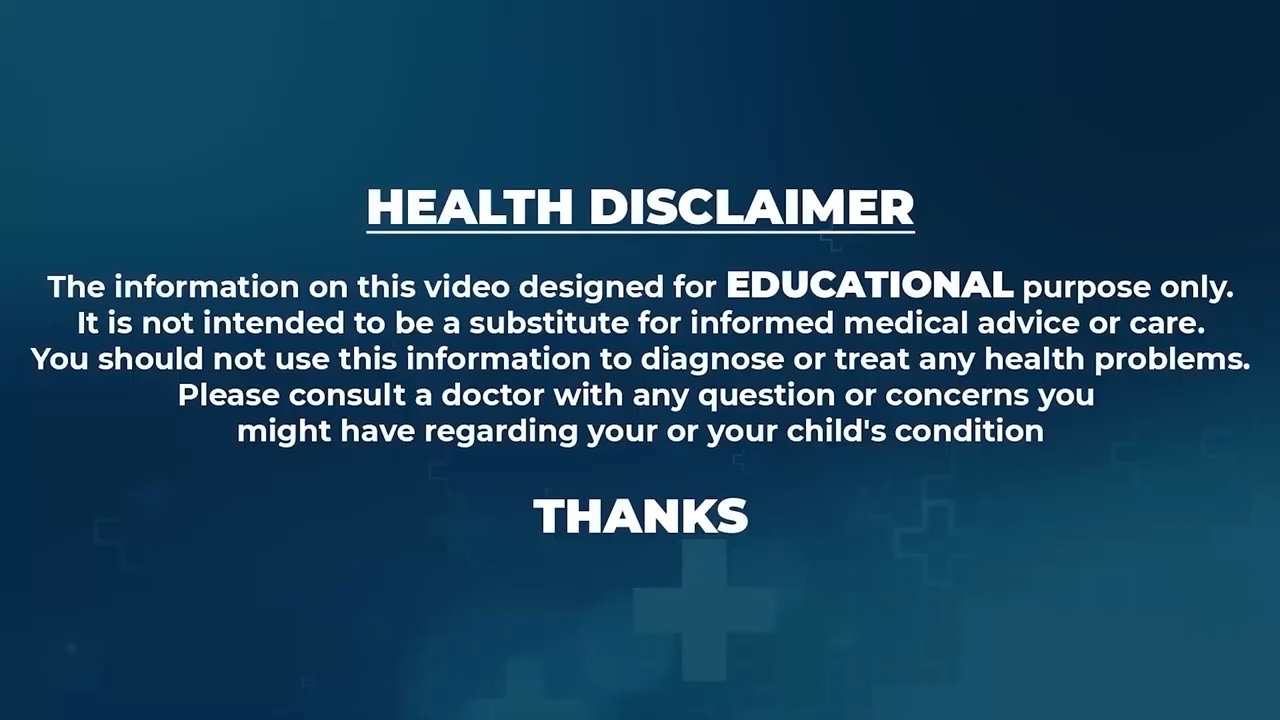 HEALTH DISCLAIMER
The information on this video designed for EDUCATIONAL purpose only.
It is not intended to be a substitute for informed medical advice or care.
You should not use this information to diagnose or treat any health problems.
Please consult a doctor with any question or concerns you
might have regarding your or your child's condition
THANKS